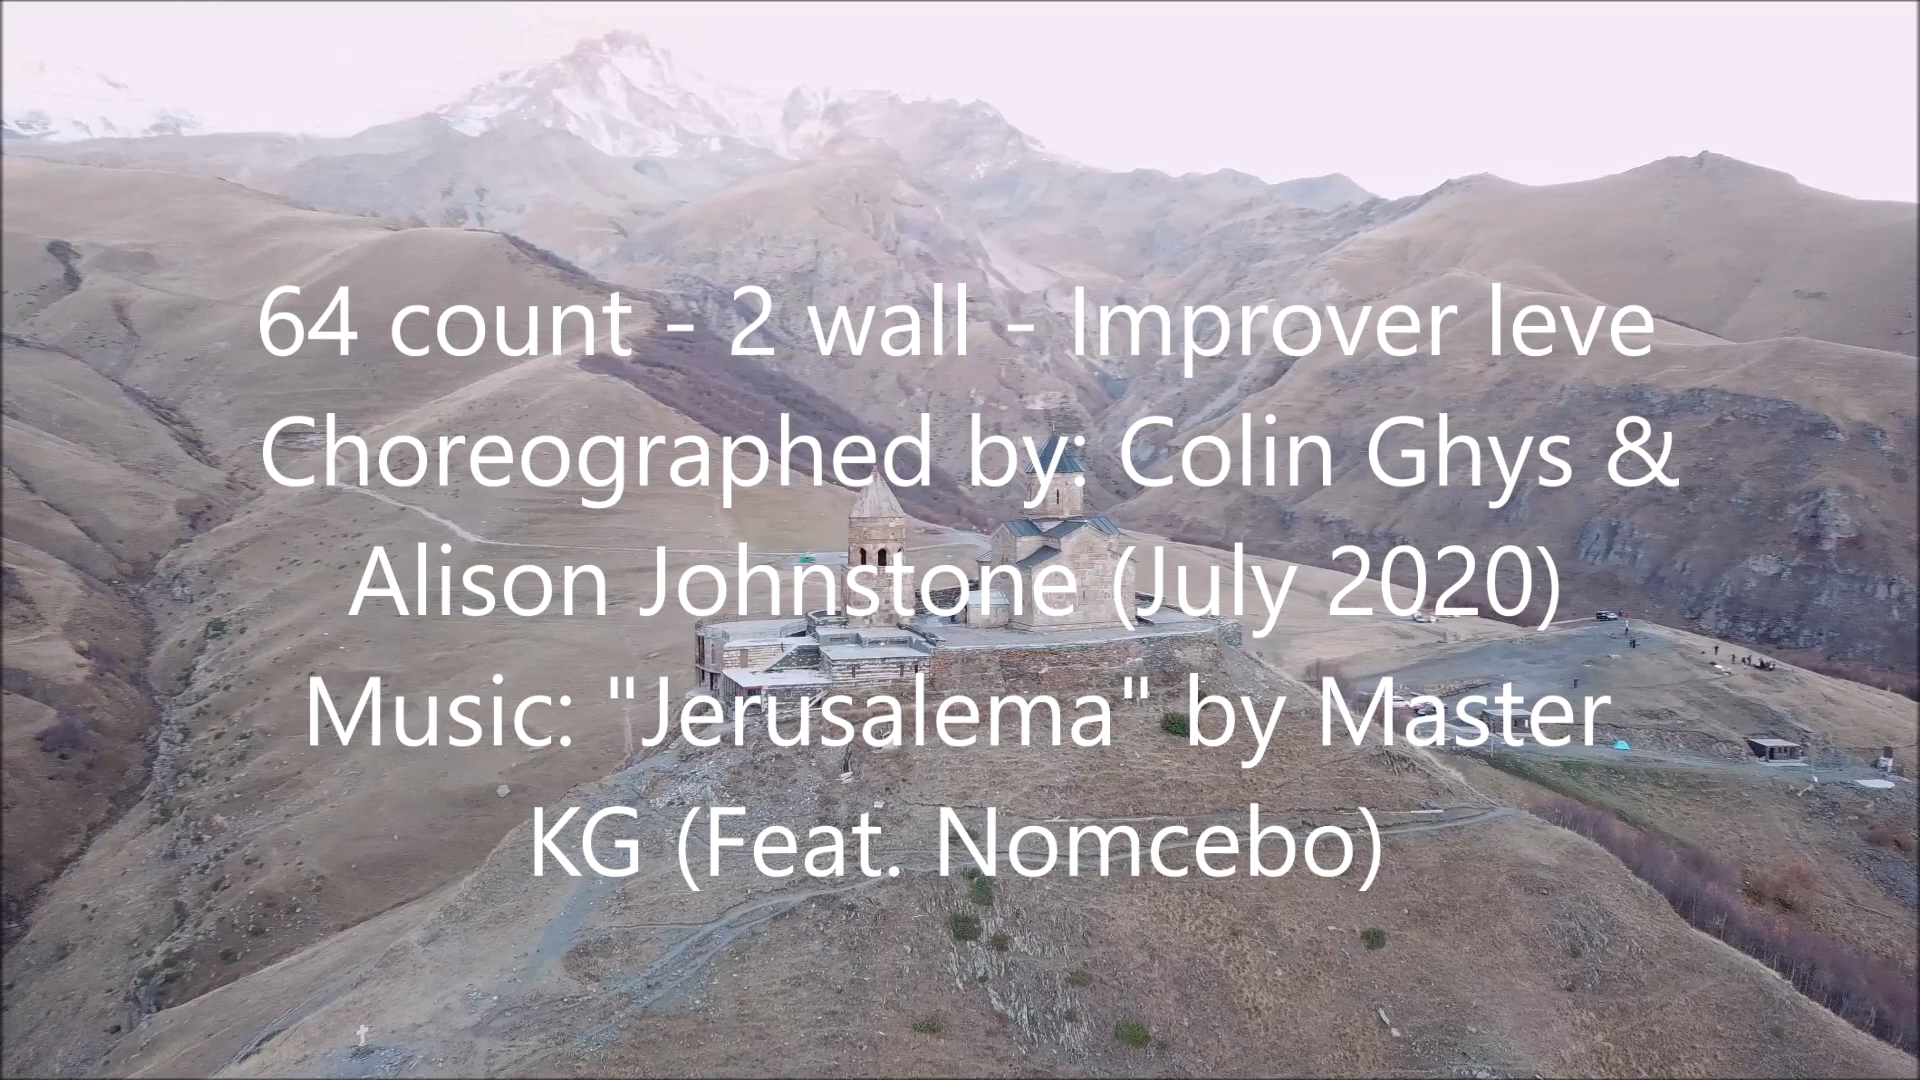 64 count - 2 wall - Improver leve
Choreographed by: Colin Ghys &
Alison Johnstone (July 2020)
Music: "Jerusalema" by Master
KG (Feat. Nomcebo)